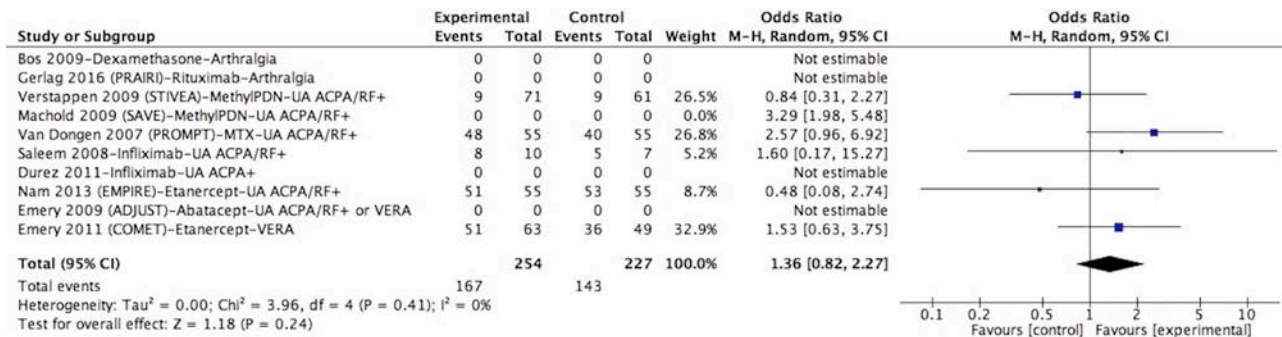 Experimental Control Odds Ratio Odds Ratio
Study or Subgroup Events Total Events Total Weight M-H, Random, 95% CI M-H, Random, 95% CI
Bos 2009-Dexamethasone-Arthralgia 0 0 0 0 Not estimable
Gerlag 2016 (PRAIRI)-Rituximab-Arthralgia 0 0 0 0 Not estimable
Verstappen 2009 (STIVEA)-MethylPDN-UA ACPA/RF+ 9 71 9 61 26.5% 0.84 [0.31, 2.27]
Machold 2009 (SAVE)-MethylPDN-UA ACPA/RF+ 0 0 0 0 0.0% 3.29 [1.98, 5.48]
Van Dongen 2007 (PROMPT)-MTX-UA ACPA/RF+ 48 55 40 55 26.8% 2.57 [0.96, 6.92]
Saleem 2008-Infliximab-UA ACPA/RF+ 8 10 5 7 5.2% 1.60 [0.17, 15.27]
Durez 2011-Infliximab-UA ACPA+ 0 0 0 0 Not estimable
Nam 2013 (EMPIRE)-Etanercept-UA ACPA/RF+ 51 55 53 55 8.7% 0.48 [0.08, 2.74]
Emery 2009 (ADJUST)-Abatacept-UA ACPA/RF+ or VERA 0 0 0 0 Not estimable
Emery 2011 (COMET)-Etanercept-VERA 51 63 36 49 32.9% 1.53 [0.63, 3.75]
Total (95% CI) 254 227 100.0% 1.36 [0.82, 2.27]
Total events 167 143
Heterogeneity: Tau² = 0.00; Chi² = 3.96, df = 4 (P = 0.41); I² = 0%
Test for overall effect: Z = 1.18 (P = 0.24)
0.1 0.2 0.5 1 2 5 10
Favours [control] Favours [experimental]